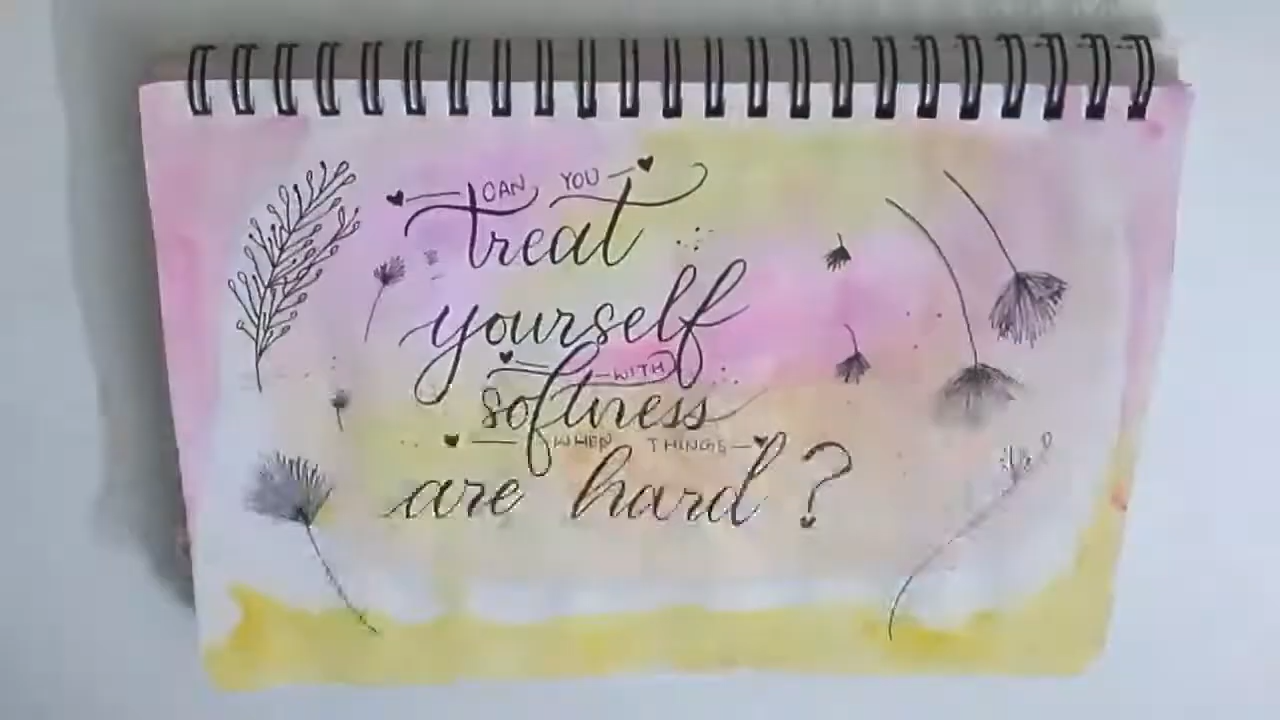 CAN YOU
treat
yourself
WITH
softness
WHEN THINGS
are hard?